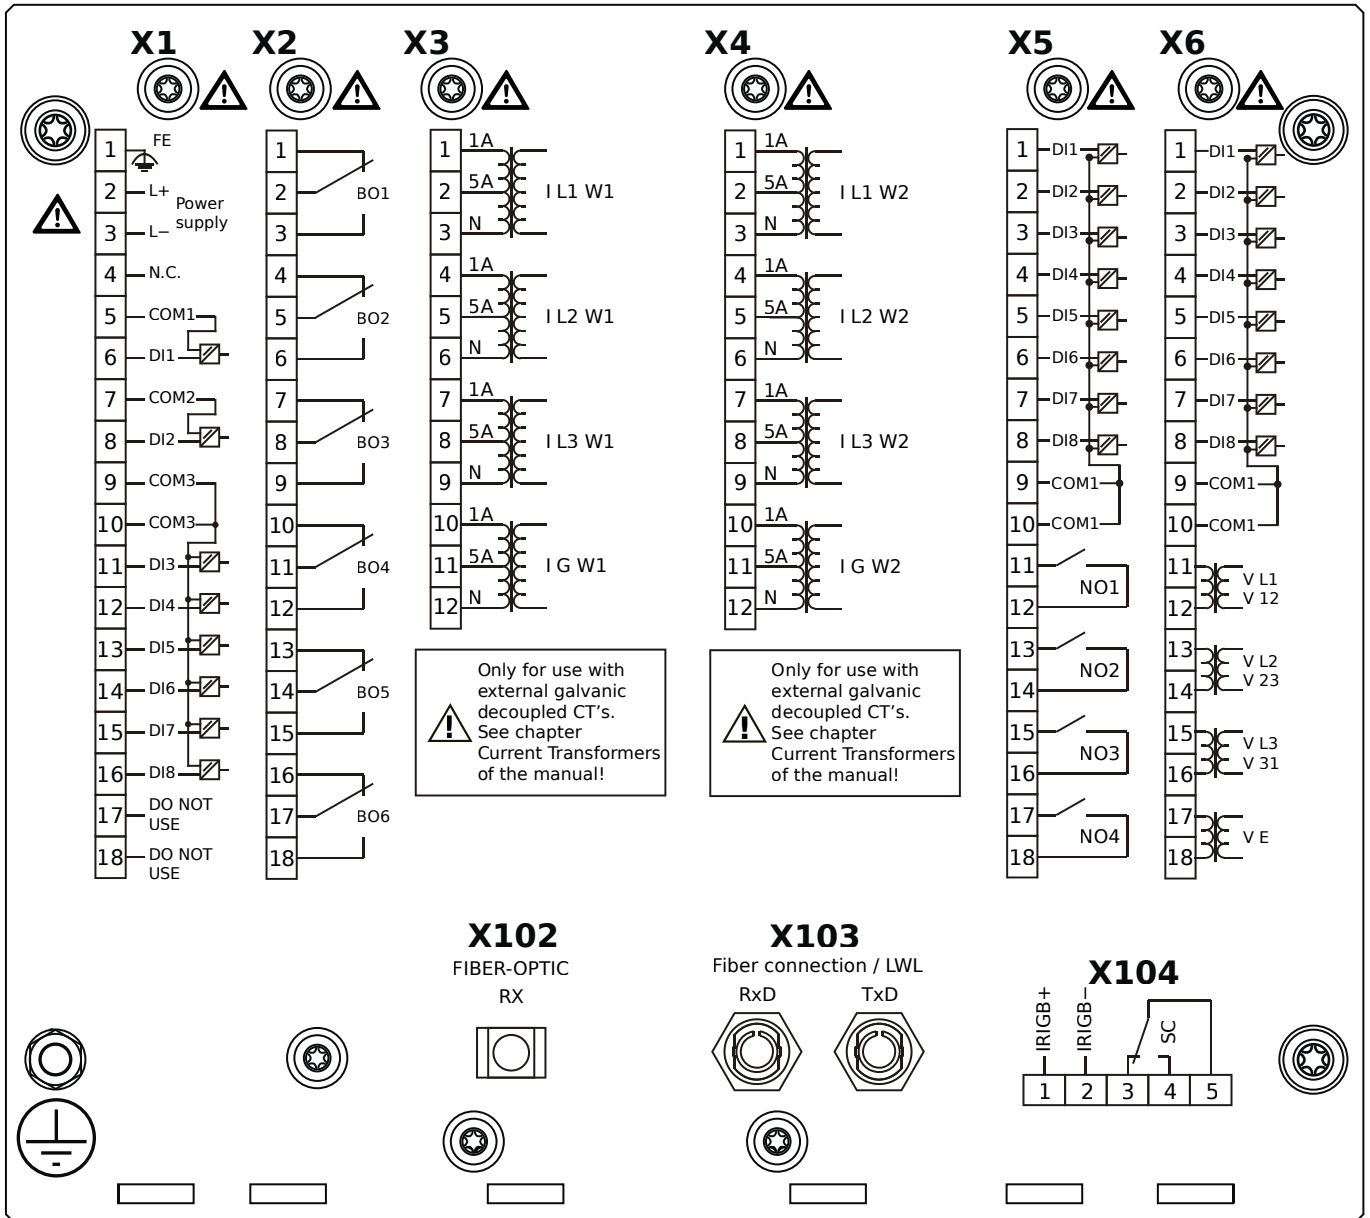 X1
X2
X3
X4
X5
X6
1
FE
2
L+
Power
supply
3
L−
4
N.C.
5
COM1
6
DI1
7
COM2
8
DI2
9
COM3
10
COM3
11
DI3
12
DI4
13
DI5
14
DI6
15
DI7
16
DI8
17
DO NOT
USE
18
DO NOT
USE
1
2
BO1
3
4
5
BO2
6
7
8
BO3
9
10
11
BO4
12
13
14
BO5
15
16
17
BO6
18
1
1A
2
5A
I L1 W1
3
N
4
1A
5
5A
I L2 W1
6
N
7
1A
8
5A
I L3 W1
9
N
10
1A
11
5A
I G W1
12
N
Only for use with
external galvanic
decoupled CT's.
See chapter
Current Transformers
of the manual!
1
1A
2
5A
I L1 W2
3
N
4
1A
5
5A
I L2 W2
6
N
7
1A
8
5A
I L3 W2
9
N
10
1A
11
5A
I G W2
12
N
Only for use with
external galvanic
decoupled CT's.
See chapter
Current Transformers
of the manual!
1
DI1
2
DI2
3
DI3
4
DI4
5
DI5
6
DI6
7
DI7
8
DI8
9
COM1
10
COM1
11
NO1
12
13
NO2
14
15
NO3
16
17
NO4
18
1
DI1
2
DI2
3
DI3
4
DI4
5
DI5
6
DI6
7
DI7
8
DI8
9
COM1
10
COM1
11
V L1
V 12
12
13
V L2
V 23
14
15
V L3
V 31
16
17
V E
18
X102
FIBER-OPTIC
RX
X103
Fiber connection / LWL
RxD
TxD
X104
IRIGB+
IRIGB−
SC
1
2
3
4
5